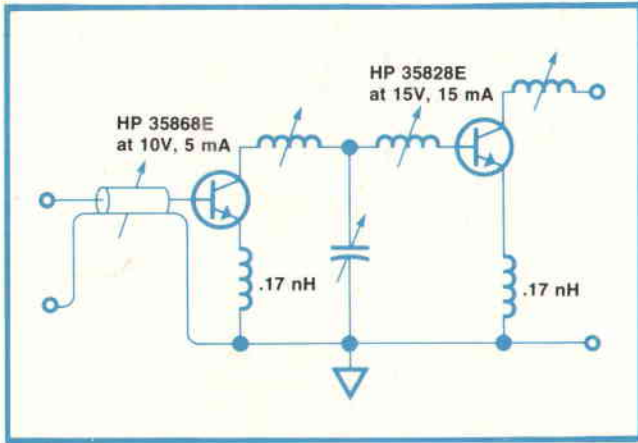 HP 35868E
at 10V, 5 mA
HP 35828E
at 15V, 15 mA
.17 nH
.17 nH